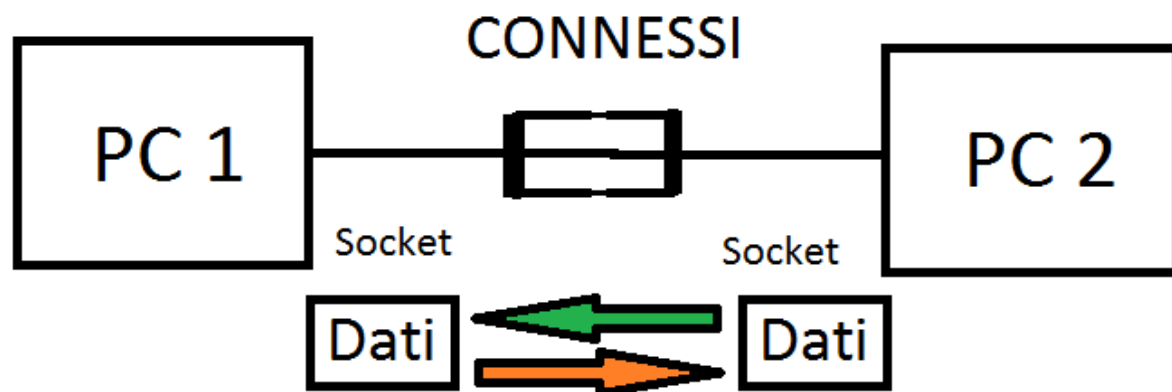 CONNESSI
PC 1
PC 2
Socket
Socket
Dati
Dati